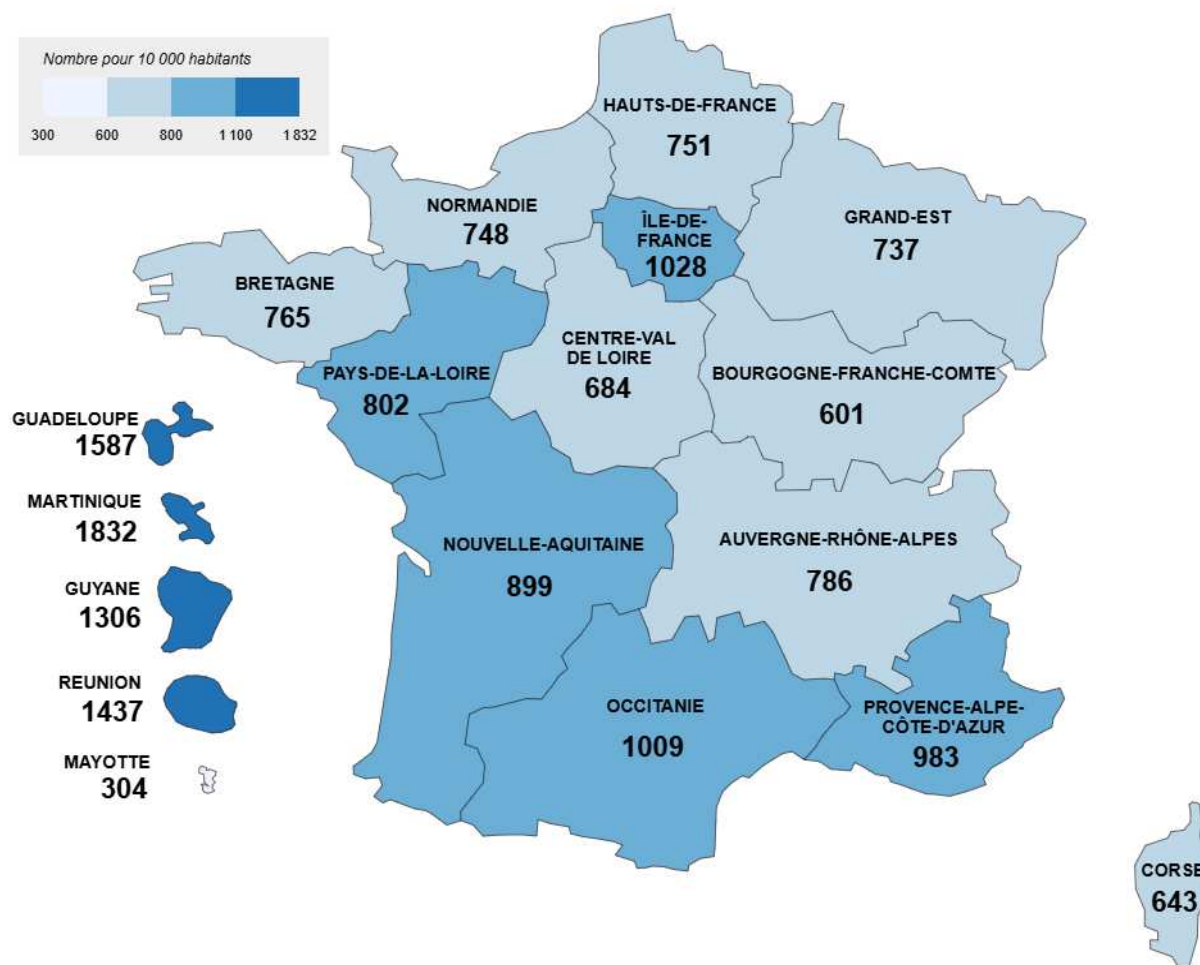 Nombre pour 10 000 habitants
300 600 800 1 100 1 832
HAUTS-DE-FRANCE
751
NORMANDIE
748
ÎLE-DE-
FRANCE
1028
GRAND-EST
737
BRETAGNE
765
PAYS-DE-LA-LOIRE
802
CENTRE-VAL
DE LOIRE
684
BOURGOGNE-FRANCHE-COMTE
601
GUADELOUPE
1587
MARTINIQUE
1832
GUYANE
1306
REUNION
1437
MAYOTTE
304
NOUVELLE-AQUITAINE
899
AUVERGNE-RHÔNE-ALPES
786
OCCITANIE
1009
PROVENCE-ALPE-
CÔTE-D'AZUR
983
CORSE
643